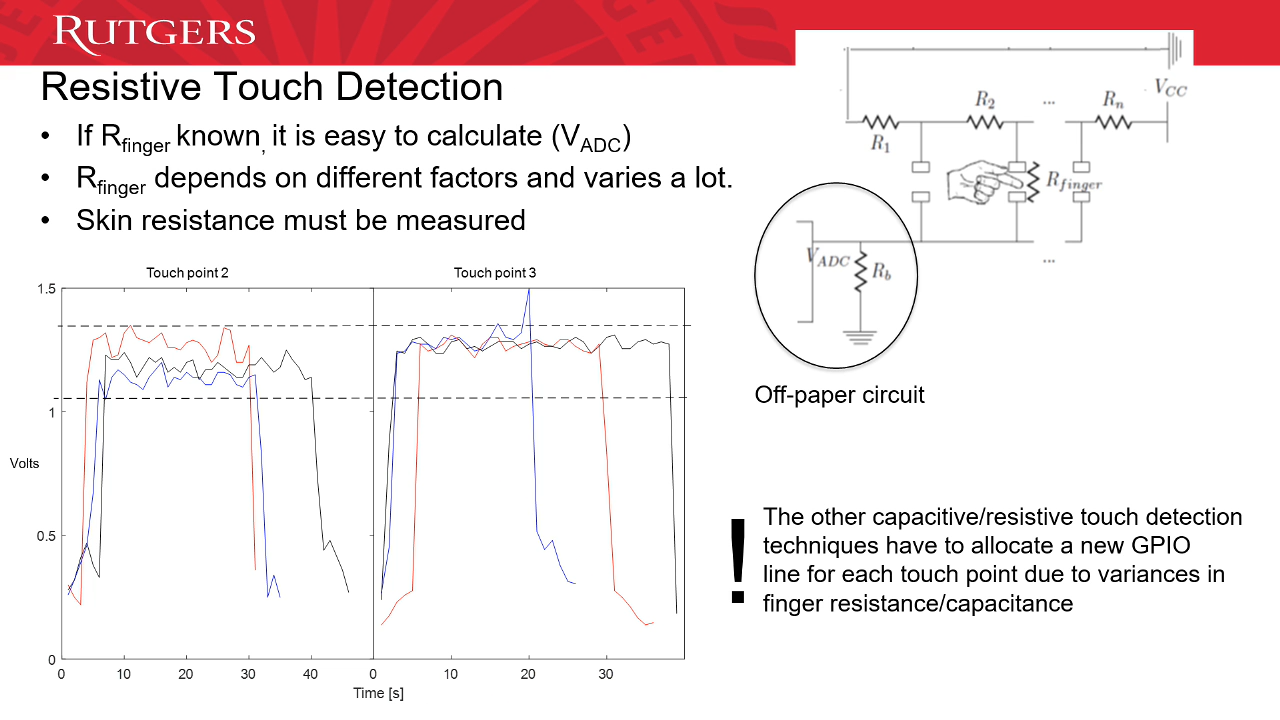 RUTGERS
Resistive Touch Detection
• If Rfinger known, it is easy to calculate (VADC)
• Rfinger depends on different factors and varies a lot.
• Skin resistance must be measured
VCC
R2
...
Rn
R1
Rfinger
VADC
Rb
...
Off-paper circuit
Touch point 2
Touch point 3
1.5
1
Volts
0.5
0
0 10 20 30 40 0 10 20 30
Time [s]
! The other capacitive/resistive touch detection
techniques have to allocate a new GPIO
line for each touch point due to variances in
finger resistance/capacitance